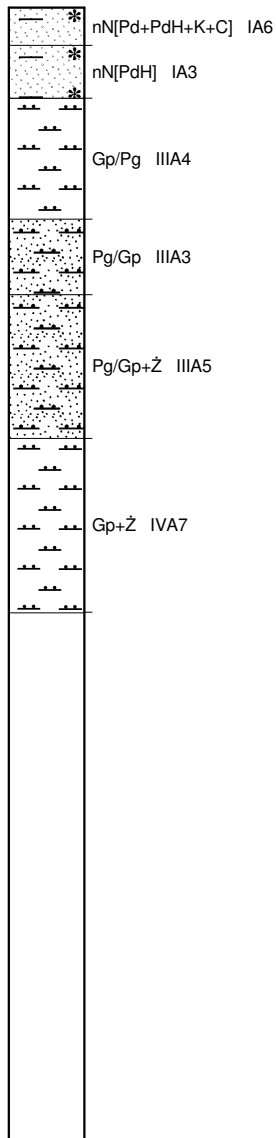 nN[Pd+PdH+K+C] IA6
nN[PdH] IA3
Gp/Pg IIIA4
Pg/Gp IIIA3
Pg/Gp+Ż IIIA5
Gp+Ż IVA7